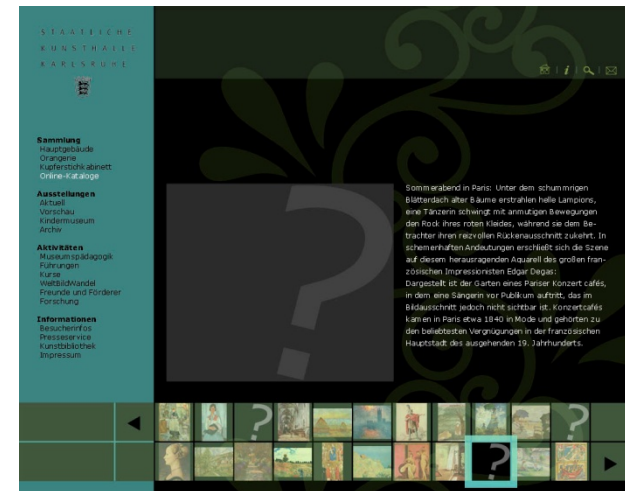 STAATLICHE
KUNSTHALLE
KARLSRUHE
Sammlung
Hauptgebäude
Orangerie
Kupferstichkabinett
Online-Kataloge
Ausstellungen
Aktuell
Vorschau
Kindermuseum
Archiv
Aktivitäten
Museumspädagogik
Führungen
Kurse
WeltBildWandel
Freunde und Förderer
Forschung
Informationen
Besucherinfos
Presseservice
Kunstbibliothek
Impressum
?
Sommerabend in Paris: Unter dem schummrigen
Blätterdach alter Bäume erstrahlen helle Lampions,
eine Tänzerin schwingt mit anmutigen Bewegungen
den Rock ihres roten Kleides, während sie dem Be-
trachter ihren reizvollen Rückenausschnitt zukehrt. In
schemenhaften Andeutungen erschließt sich die Szene
auf diesem herausragenden Aquarell des großen fran-
zösischen Impressionisten Edgar Degas:
Dargestellt ist der Garten eines Pariser Konzert cafés,
in dem eine Sängerin vor Publikum auftritt, das im
Bildausschnitt jedoch nicht sichtbar ist. Konzertcafés
kamen in Paris etwa 1840 in Mode und gehörten zu
den beliebtesten Vergnügungen in der französischen
Hauptstadt des ausgehenden 19. Jahrhunderts.
? ?
?